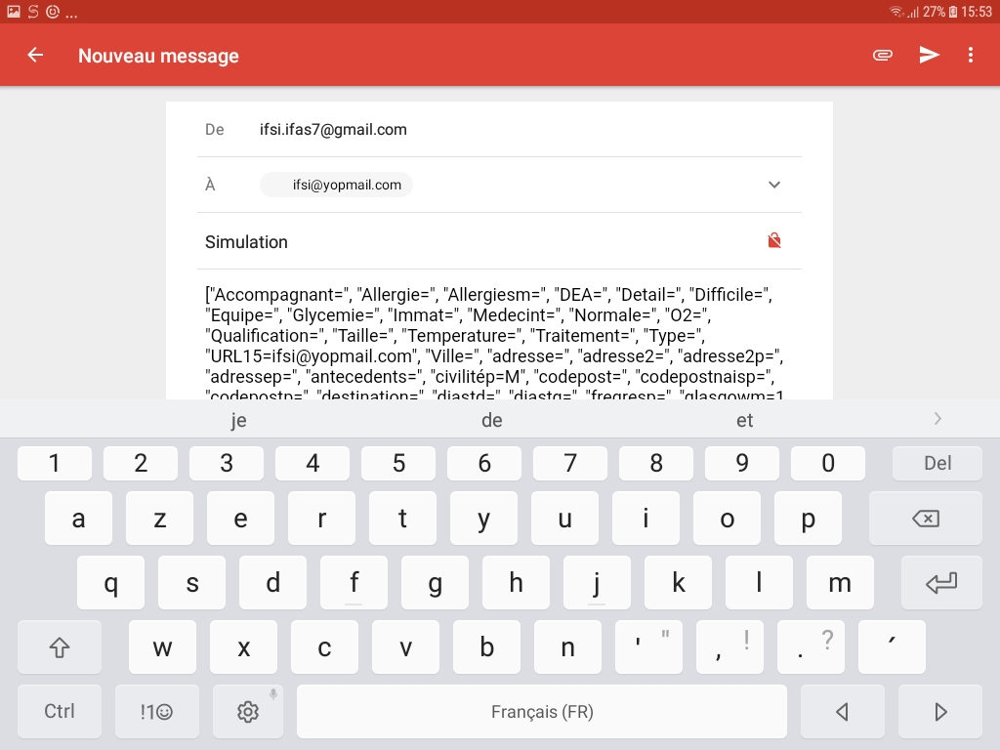 ... 27% 15:53
Nouveau message
De ifsi.ifas7@gmail.com
À ifsi@yopmail.com
Simulation
["Accompagnant=", "Allergie=", "Allergiesm=", "DEA=", "Detail=", "Difficile=",
"Equipe=", "Glycemie=", "Immat=", "Medecint=", "Normale=", "O2=",
"Qualification=", "Taille=", "Temperature=", "Traitement=", "Type=",
"URL15=ifsi@yopmail.com", "Ville=", "adresse=", "adresse2=", "adresse2p=",
"adressep=", "antecedents=", "civilitép=M", "codepost=", "codepostnaisp=",
"codepostp=", "destination=", "diastd=", "diastg=", "freqresp=", "glasgowm=1
je de et
1 2 3 4 5 6 7 8 9 0 Del
a z e r t y u i o p
q s d f g h j k l m
w x c v b n ' " , ! . ? ´
Ctrl !1☺ Français (FR)